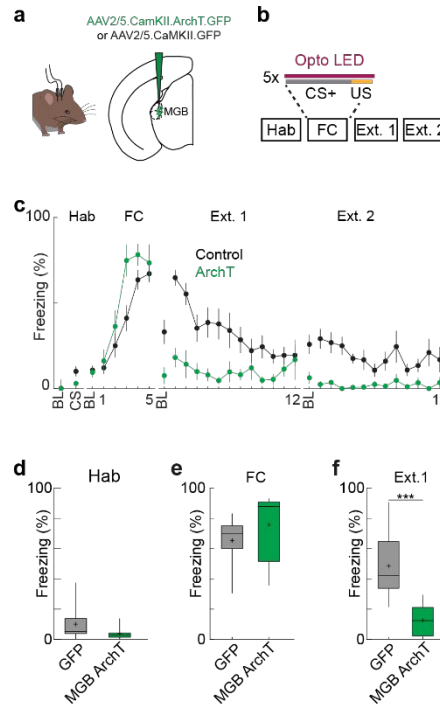 a
AAV2/5.CamKII.ArchT.GFP
or AAV2/5.CaMKII.GFP
MGB
b
Opto LED
5x
CS+ US
Hab FC Ext. 1 Ext. 2
c
Hab FC Ext. 1 Ext. 2
100
Freezing (%)
0
Control
ArchT
BL CS BL 1 5 BL 12 BL 1
d
Hab
100
Freezing (%)
0
GFP
MGB ArchT
e
FC
100
Freezing (%)
0
GFP
MGB ArchT
f
Ext.1
100
***
Freezing (%)
0
GFP
MGB ArchT